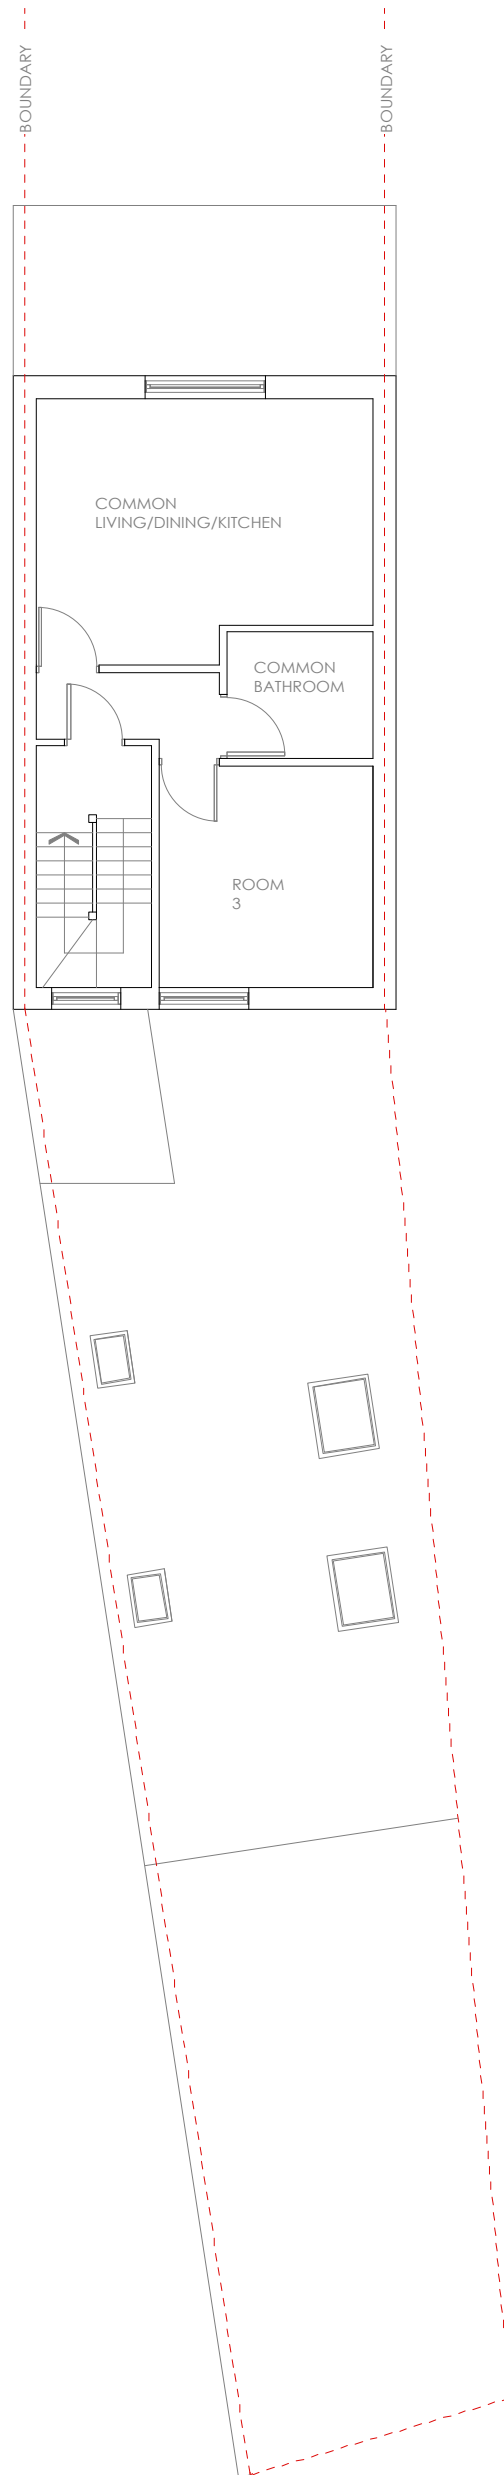 BOUNDARY
BOUNDARY
COMMON
LIVING/DINING/KITCHEN
COMMON
BATHROOM
ROOM
3